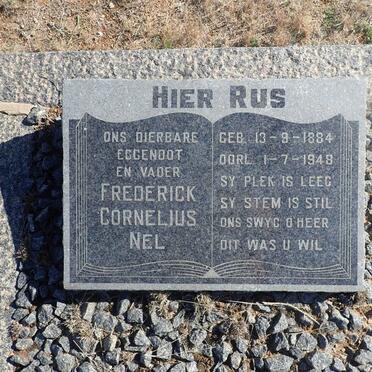 HIER RUS
ONS DIERBARE
EGGENOOT
EN VADER
FREDERICK
CORNELIUS
NEL
GEB. 13-9-1884
OORL. 1-7-1949
SY PLEK IS LEEG
SY STEM IS STIL
ONS SWYG O HEER
DIT WAS U WIL